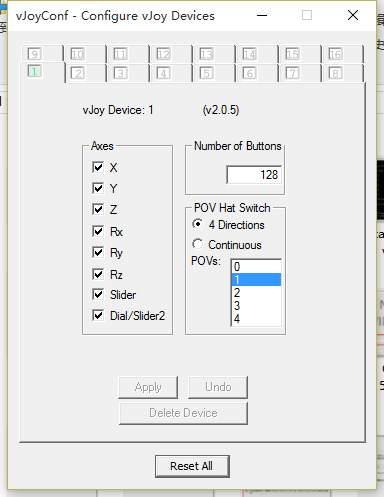 vJoyConf - Configure vJoy Devices
9 10 11 12 13 14 15 16
1 2 3 4 5 6 7 8
vJoy Device: 1 (v2.0.5)
Axes
X
Y
Z
Rx
Ry
Rz
Slider
Dial/Slider2
Number of Buttons
128
POV Hat Switch
4 Directions
Continuous
POVs:
0
1
2
3
4
Apply Undo
Delete Device
Reset All